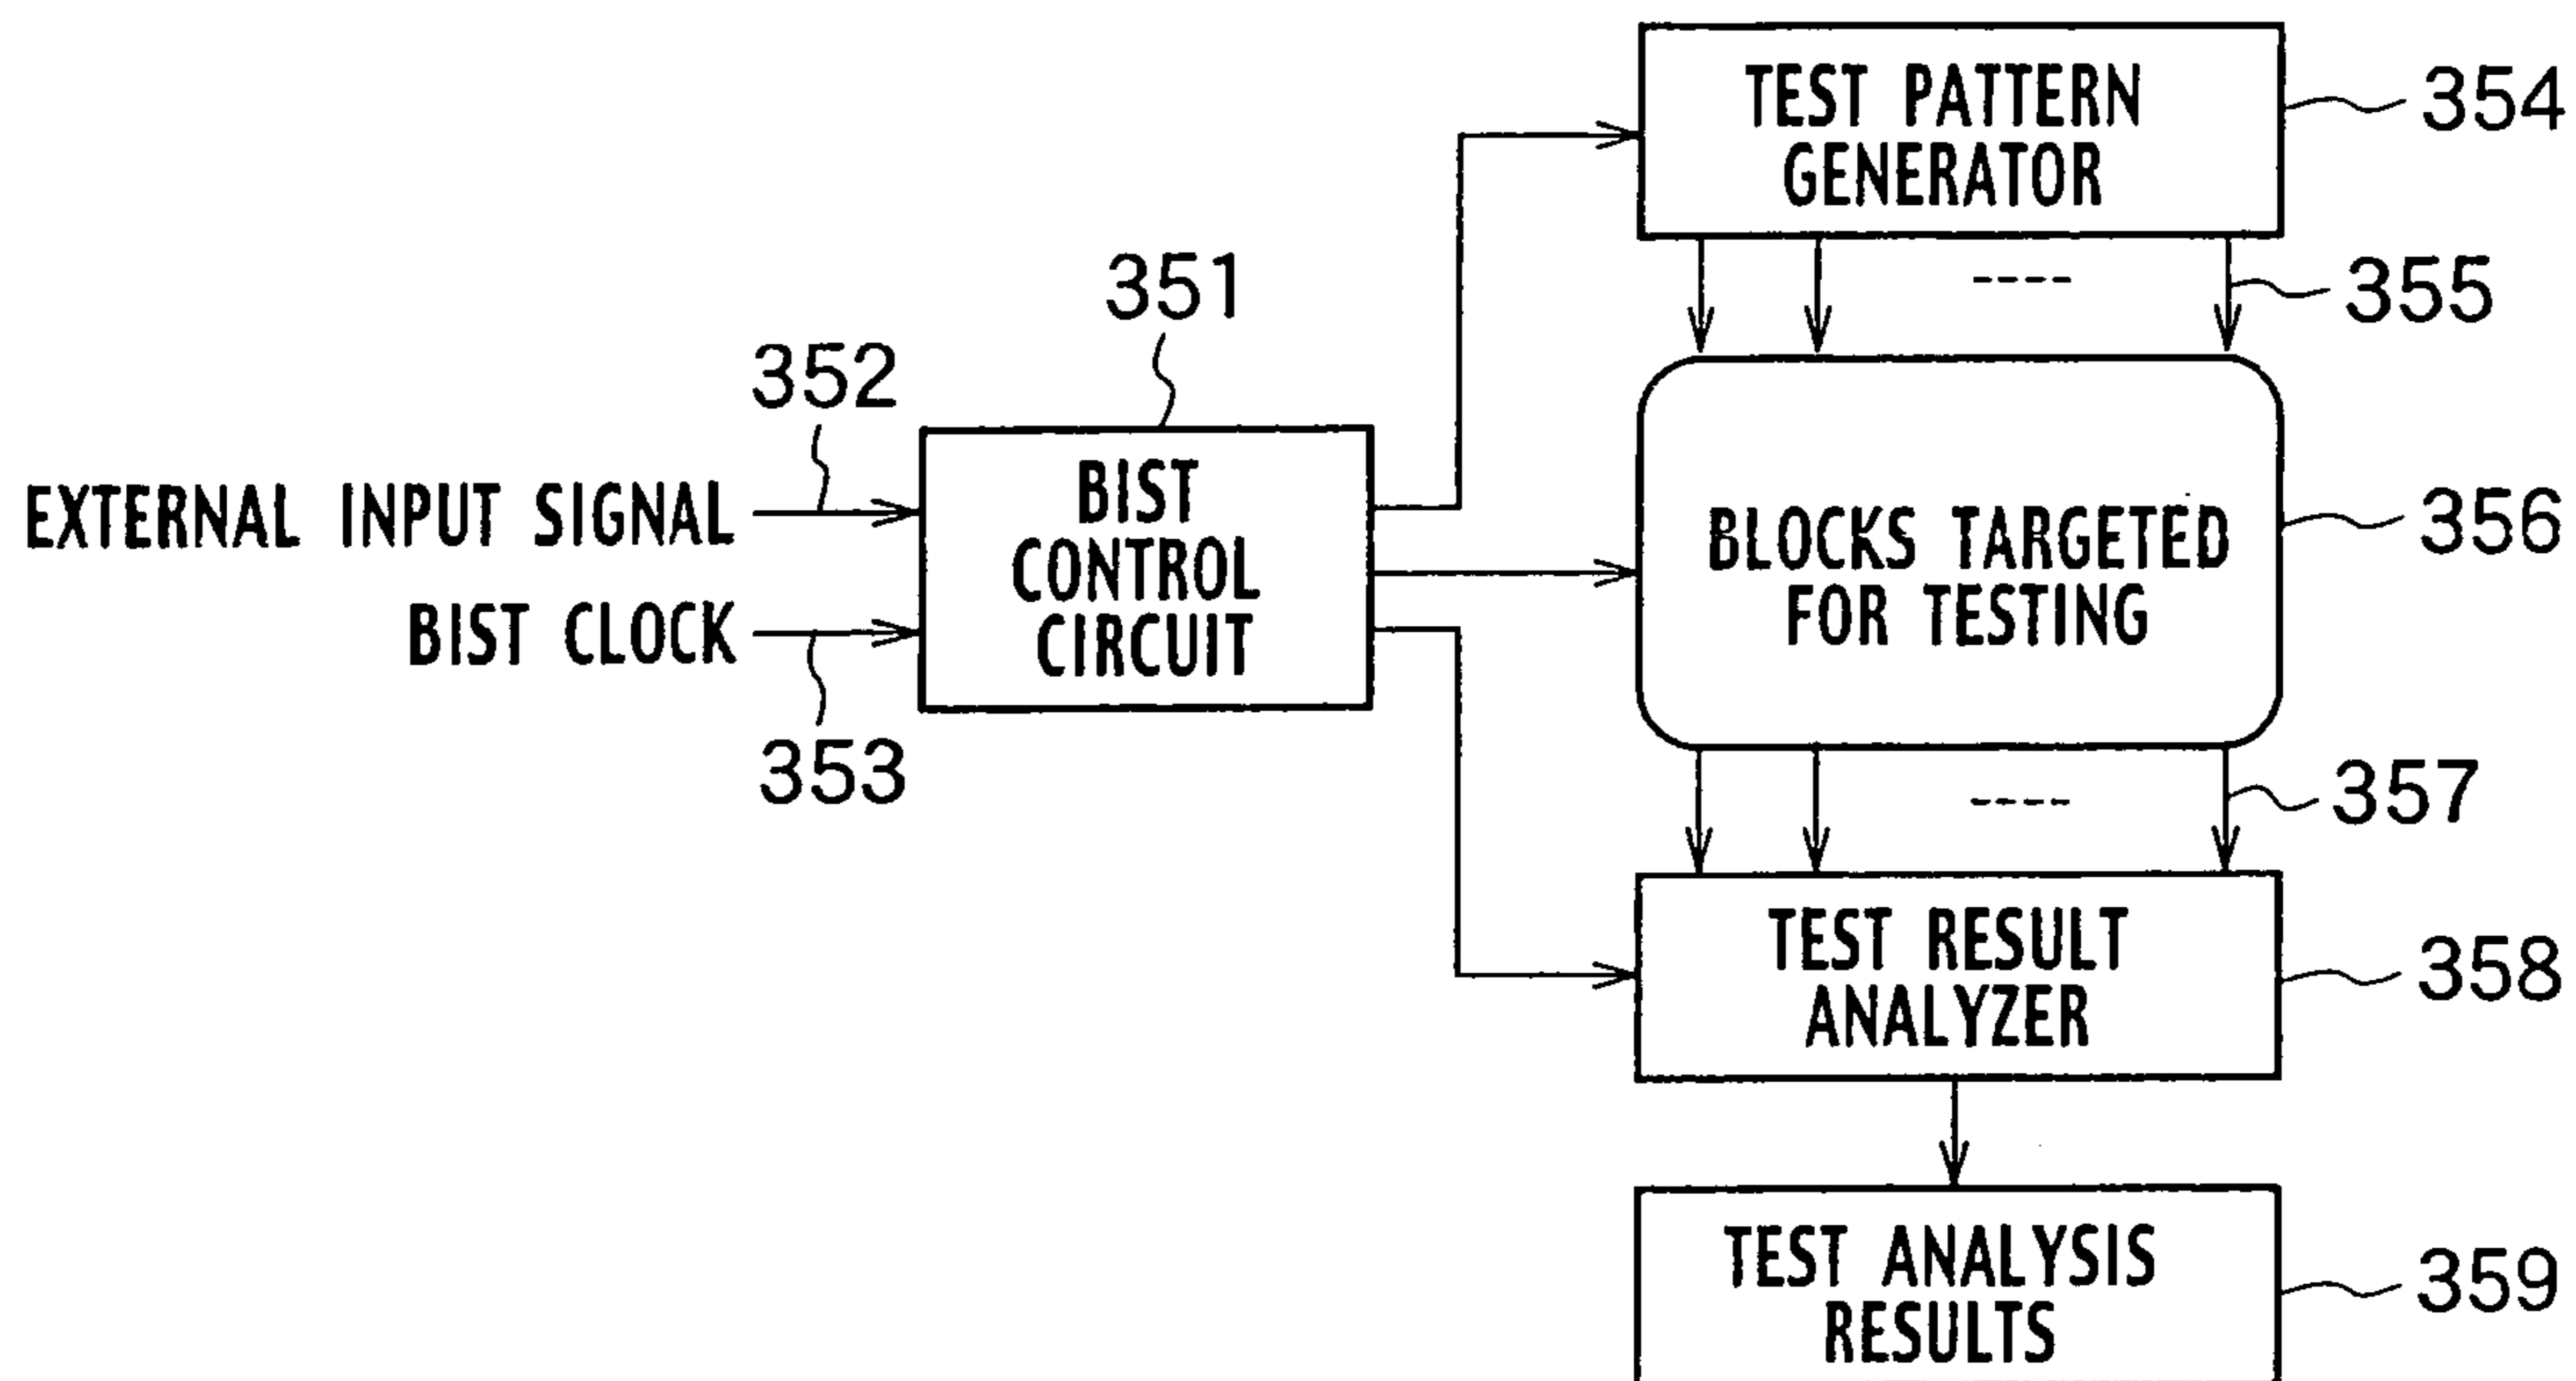 TEST PATTERN
GENERATOR
354
355
351
352
EXTERNAL INPUT SIGNAL
BIST CLOCK
353
BIST
CONTROL
CIRCUIT
BLOCKS TARGETED
FOR TESTING
356
357
TEST RESULT
ANALYZER
358
TEST ANALYSIS
RESULTS
359